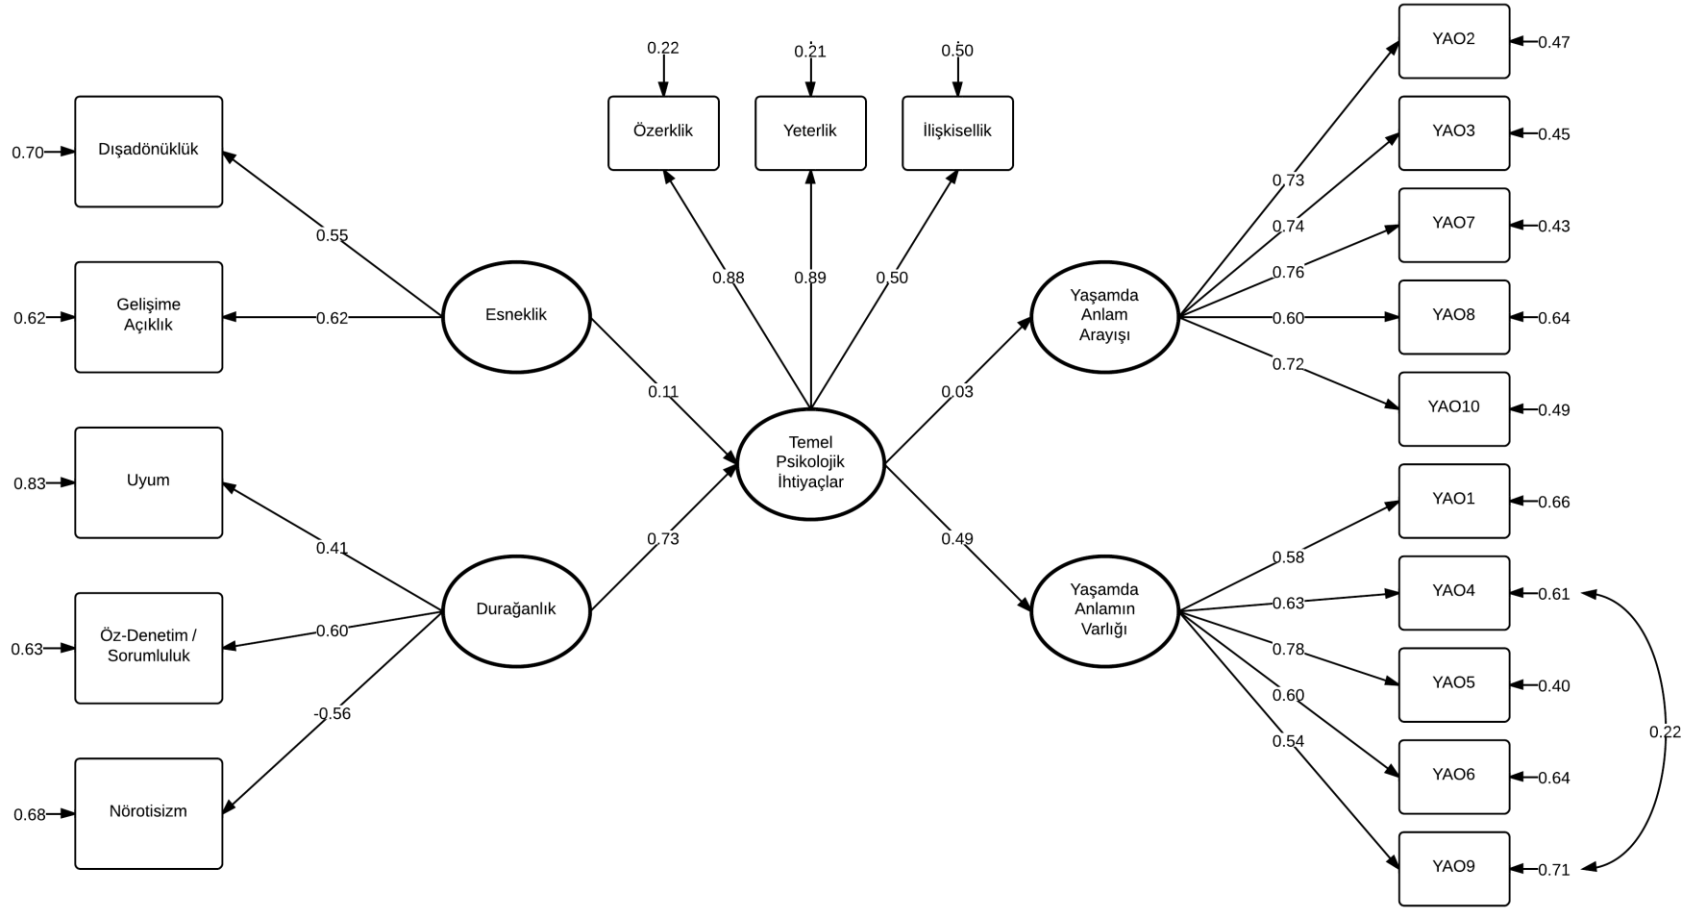 0.70
Dışadönüklük
0.62
Gelişime
Açıklık
0.83
Uyum
0.63
Öz-Denetim /
Sorumluluk
0.68
Nörotisizm
0.55
0.62
0.41
0.60
-0.56
Esneklik
Durağanlık
0.11
0.73
0.22
0.21
0.50
Özerklik
Yeterlik
İlişkisellik
0.88
0.89
0.50
Temel
Psikolojik
İhtiyaçlar
0.03
0.49
Yaşamda
Anlam
Arayışı
Yaşamda
Anlamın
Varlığı
0.73
0.74
0.76
0.60
0.72
0.58
0.63
0.78
0.60
0.54
YAO2
0.47
YAO3
0.45
YAO7
0.43
YAO8
0.64
YAO10
0.49
YAO1
0.66
YAO4
0.61
YAO5
0.40
YAO6
0.64
YAO9
0.71
0.22